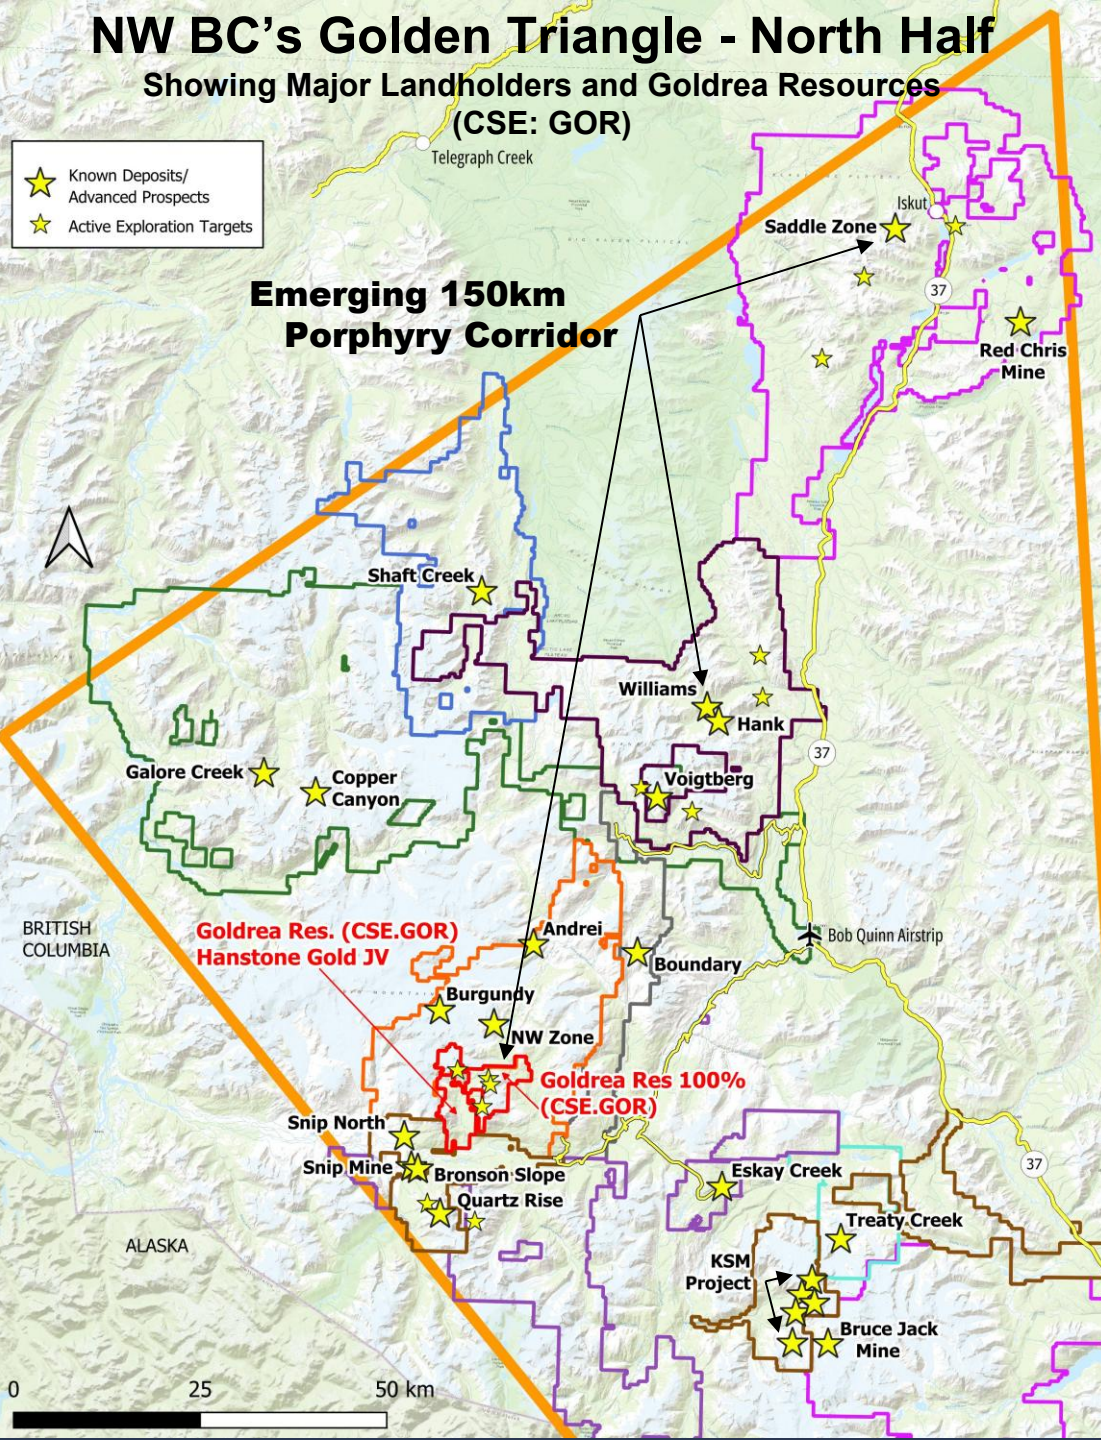 NW BC's Golden Triangle - North Half
Showing Major Landholders and Goldrea Resources
(CSE: GOR)
Telegraph Creek
Known Deposits/
Advanced Prospects
Active Exploration Targets
Iskut
Saddle Zone
37
Emerging 150km
Porphyry Corridor
Red Chris
Mine
Shaft Creek
Williams
Hank
37
Galore Creek
Copper
Canyon
Voigtberg
BRITISH
COLUMBIA
Goldrea Res. (CSE.GOR)
Hanstone Gold JV
Andrei
Boundary
Bob Quinn Airstrip
Burgundy
NW Zone
Goldrea Res 100%
(CSE.GOR)
Snip North
Snip Mine
Bronson Slope
Quartz Rise
Eskay Creek
37
Treaty Creek
ALASKA
KSM
Project
Bruce Jack
Mine
0 25 50 km